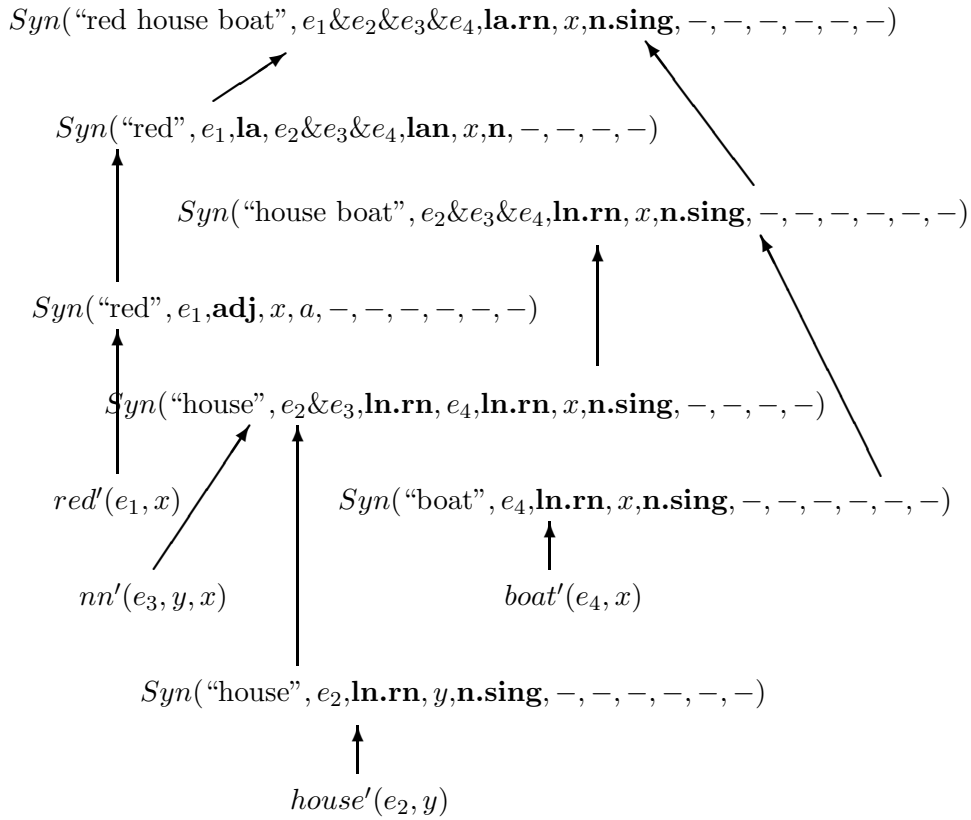 Syn(“red house boat”, e₁&e₂&e₃&e₄,la.rn, x,n.sing, −, −, −, −, −, −)
Syn(“red”, e₁,la, e₂&e₃&e₄,lan, x,n, −, −, −, −)
Syn(“house boat”, e₂&e₃&e₄,ln.rn, x,n.sing, −, −, −, −, −, −)
Syn(“red”, e₁,adj, x, a, −, −, −, −, −, −)
Syn(“house”, e₂&e₃,ln.rn, e₄,ln.rn, x,n.sing, −, −, −, −)
red′(e₁, x)
Syn(“boat”, e₄,ln.rn, x,n.sing, −, −, −, −, −, −)
nn′(e₃, y, x)
boat′(e₄, x)
Syn(“house”, e₂,ln.rn, y,n.sing, −, −, −, −, −, −)
house′(e₂, y)